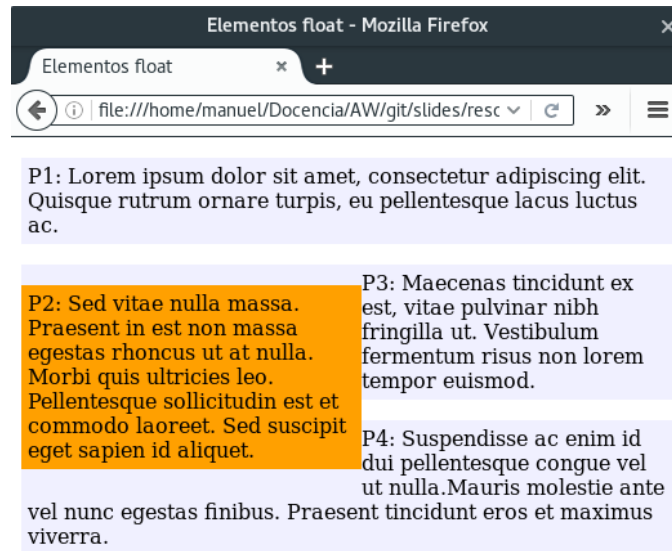 Elementos float - Mozilla Firefox
Elementos float
file:///home/manuel/Docencia/AW/git/slides/resc
P1: Lorem ipsum dolor sit amet, consectetur adipiscing elit.
Quisque rutrum ornare turpis, eu pellentesque lacus luctus
ac.
P2: Sed vitae nulla massa.
Praesent in est non massa
egestas rhoncus ut at nulla.
Morbi quis ultricies leo.
Pellentesque sollicitudin est et
commodo laoreet. Sed suscipit
eget sapien id aliquet.
P3: Maecenas tincidunt ex
est, vitae pulvinar nibh
fringilla ut. Vestibulum
fermentum risus non lorem
tempor euismod.
P4: Suspendisse ac enim id
dui pellentesque congue vel
ut nulla.Mauris molestie ante
vel nunc egestas finibus. Praesent tincidunt eros et maximus
viverra.